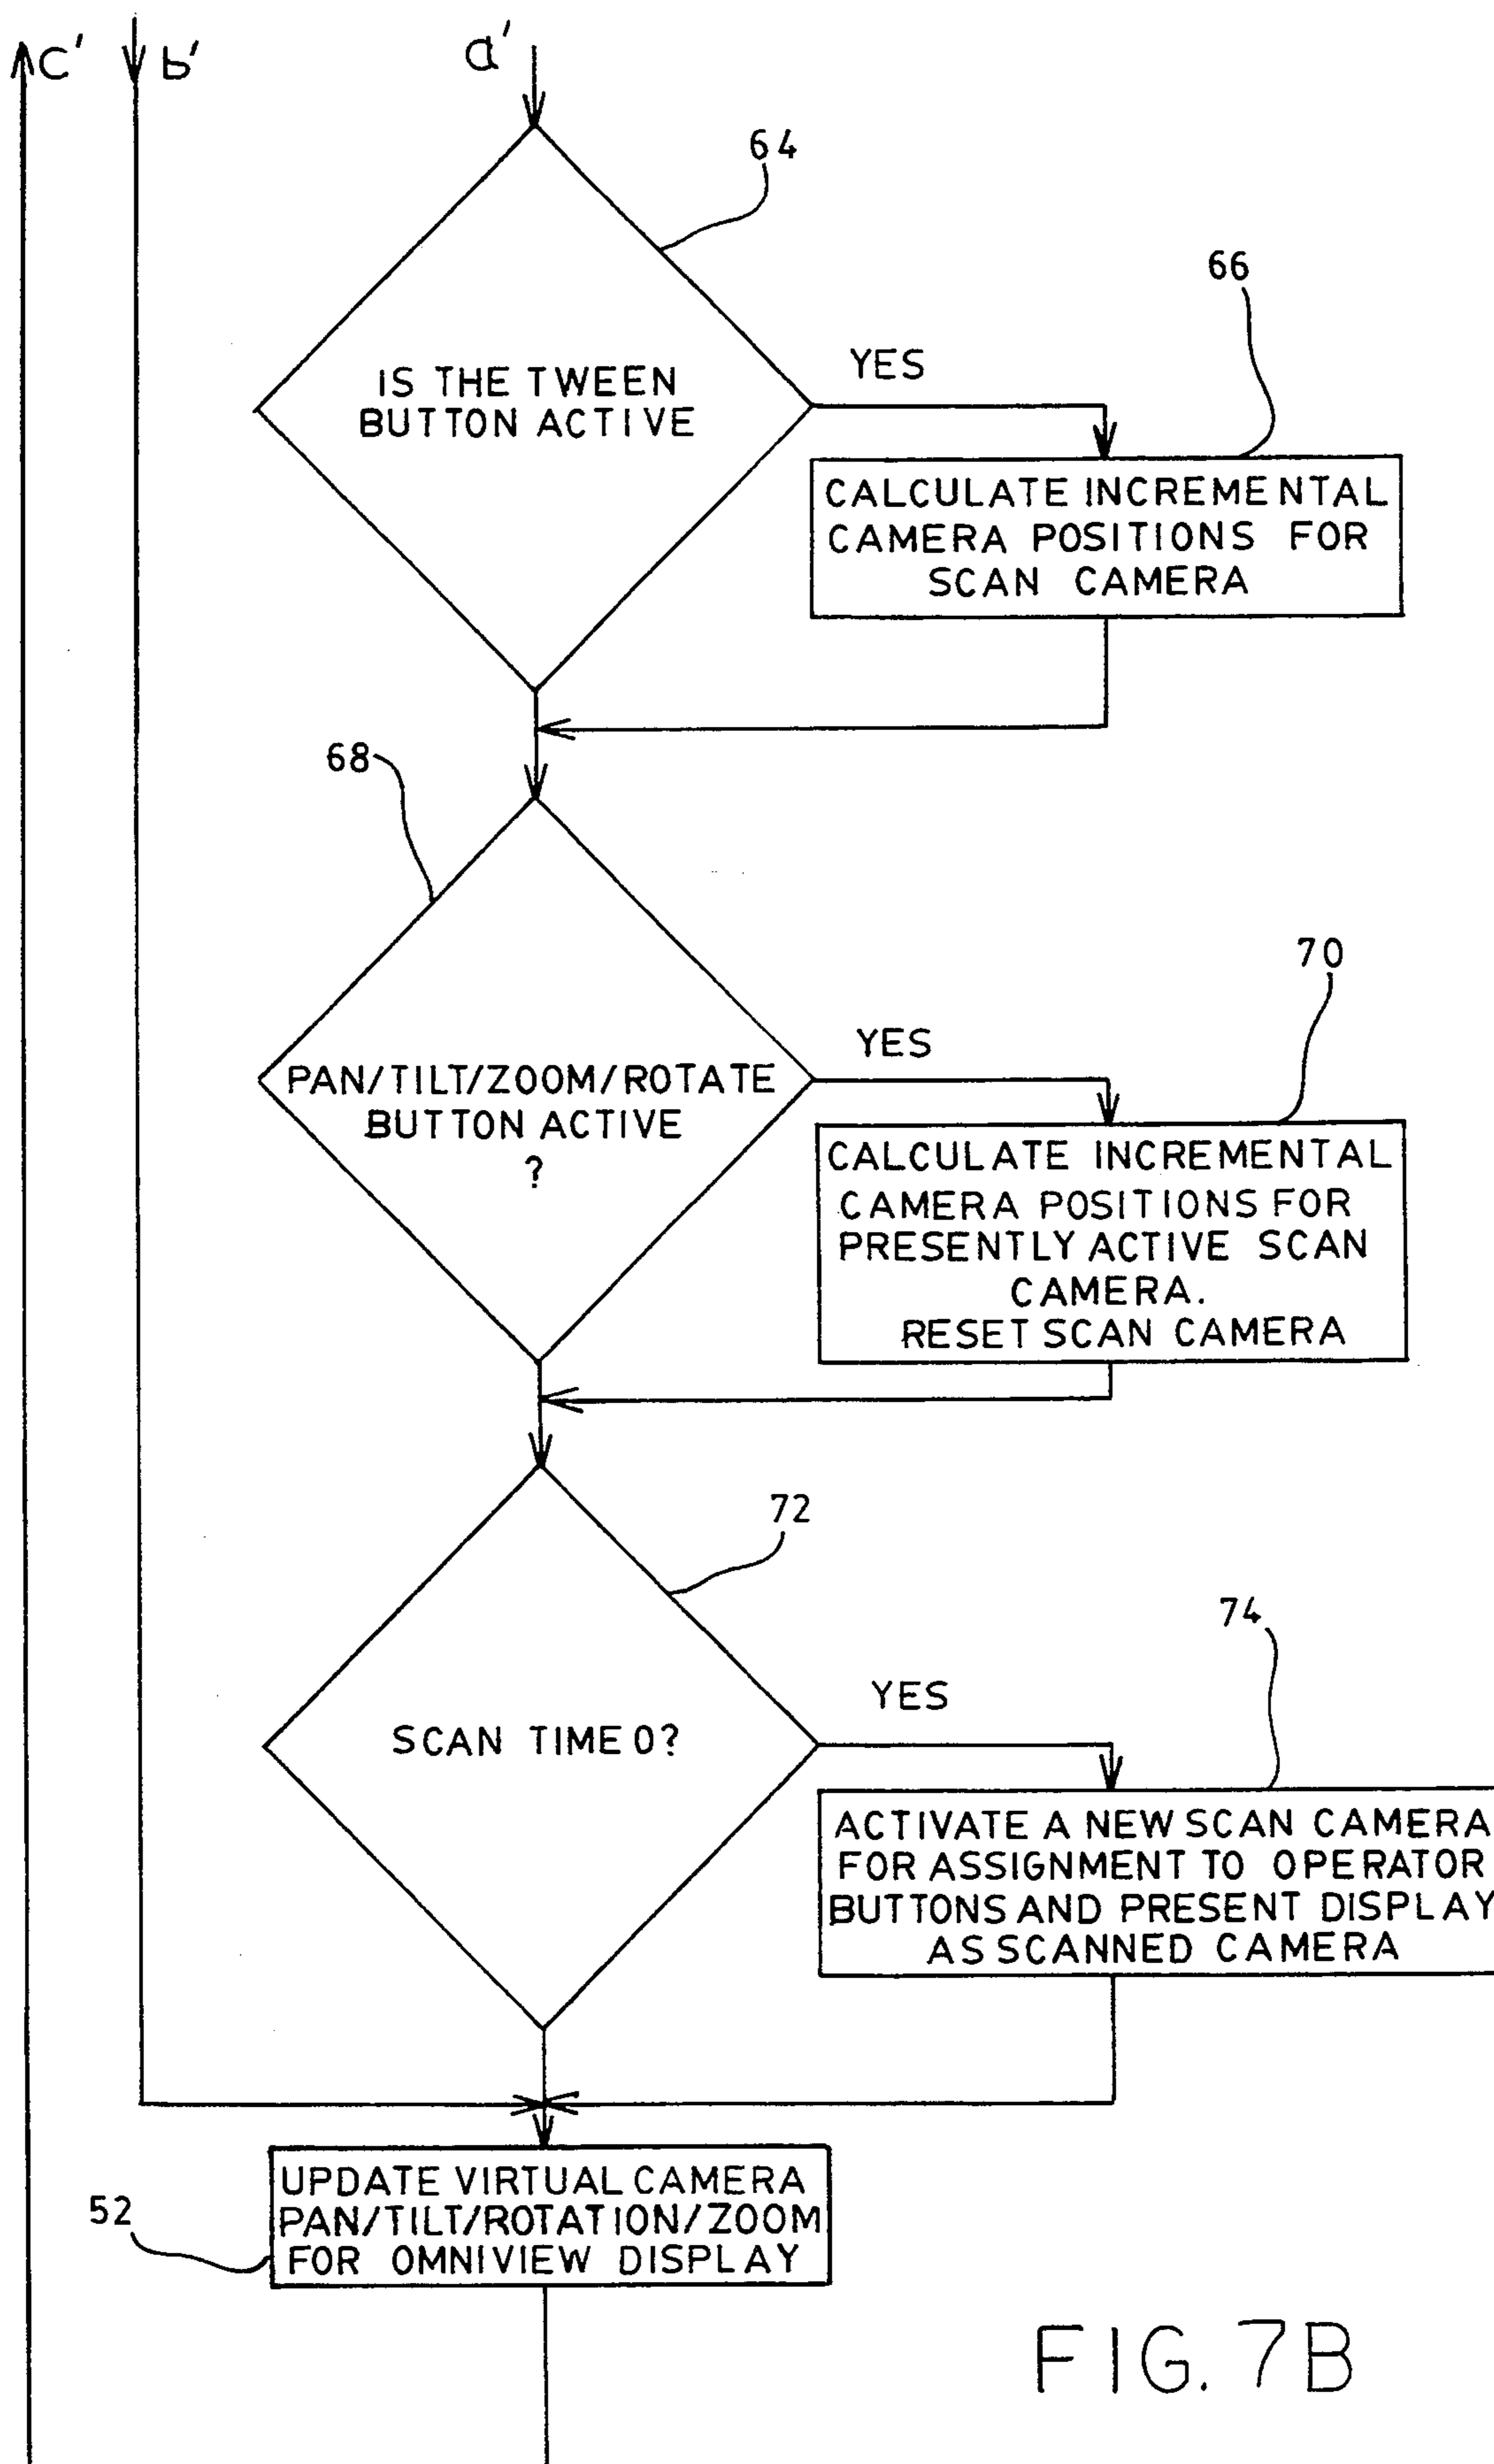 c'
b'
a'
64
66
IS THE TWEEN
BUTTON ACTIVE
YES
CALCULATE INCREMENTAL
CAMERA POSITIONS FOR
SCAN CAMERA
68
70
PAN/TILT/ZOOM/ROTATE
BUTTON ACTIVE
?
YES
CALCULATE INCREMENTAL
CAMERA POSITIONS FOR
PRESENTLY ACTIVE SCAN
CAMERA.
RESET SCAN CAMERA
72
74
SCAN TIME 0?
YES
ACTIVATE A NEW SCAN CAMERA
FOR ASSIGNMENT TO OPERATOR
BUTTONS AND PRESENT DISPLAY
AS SCANNED CAMERA
52
UPDATE VIRTUAL CAMERA
PAN/TILT/ROTATION/ZOOM
FOR OMNIVIEW DISPLAY
FIG. 7B